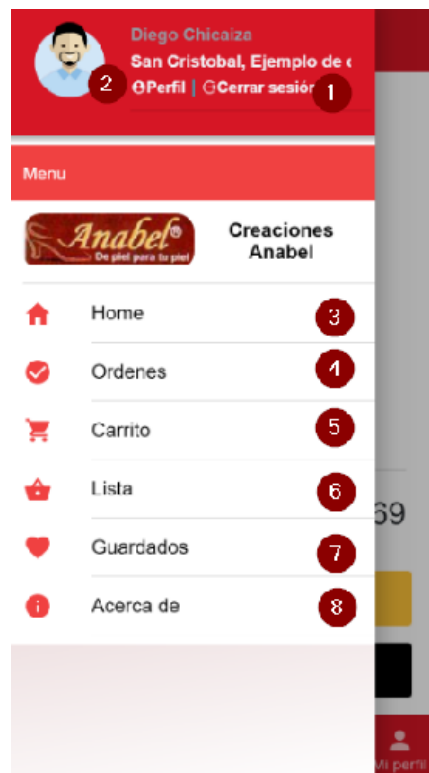 Diego Chicaiza
San Cristobal, Ejemplo de c
Perfil | Cerrar sesión
1
2
Menu
Anabel®
De piel para tu piel
Creaciones
Anabel
Home
3
Ordenes
4
Carrito
5
Lista
6
Guardados
7
Acerca de
8
69
Mi perfil